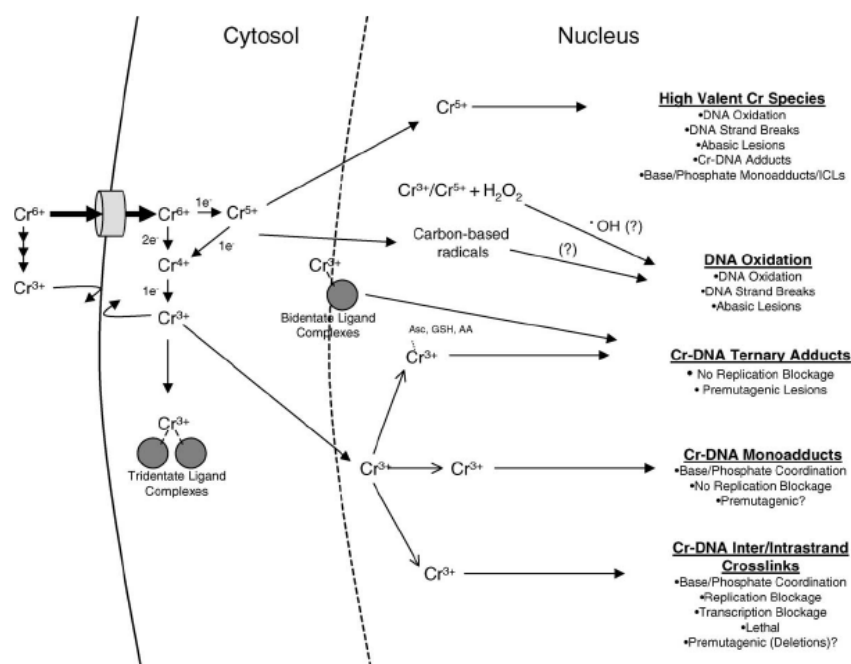 Cytosol
Nucleus
Cr6+
Cr3+
Cr6+
1e-
Cr5+
2e-
1e-
Cr4+
1e-
Cr3+
Cr3+
Tridentate Ligand
Complexes
Cr3+
Bidentate Ligand
Complexes
Cr5+
Cr3+/Cr5+ + H2O2
Carbon-based
radicals
• OH (?)
(?)
Asc, GSH, AA
Cr3+
Cr3+
Cr3+
Cr3+
High Valent Cr Species
•DNA Oxidation
•DNA Strand Breaks
•Abasic Lesions
•Cr-DNA Adducts
•Base/Phosphate Monoadducts/ICLs
DNA Oxidation
•DNA Oxidation
•DNA Strand Breaks
•Abasic Lesions
Cr-DNA Ternary Adducts
• No Replication Blockage
• Premutagenic Lesions
Cr-DNA Monoadducts
•Base/Phosphate Coordination
•No Replication Blockage
•Premutagenic?
Cr-DNA Inter/Intrastrand
Crosslinks
•Base/Phosphate Coordination
•Replication Blockage
•Transcription Blockage
•Lethal
•Premutagenic (Deletions)?